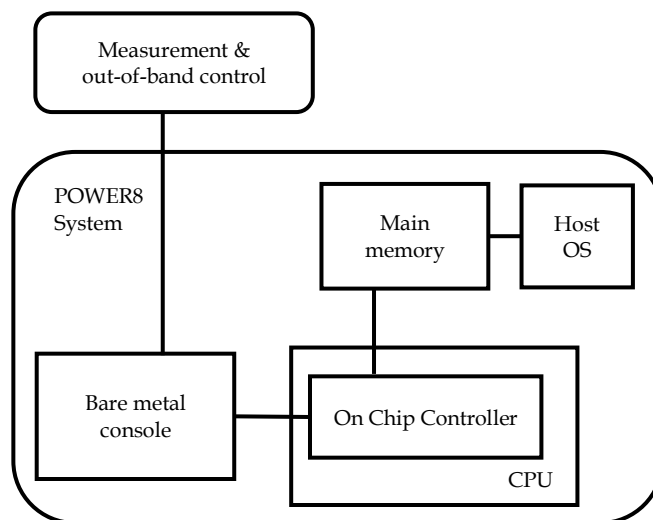 Measurement &
out-of-band control
POWER8
System
Main
memory
Host
OS
Bare metal
console
On Chip Controller
CPU